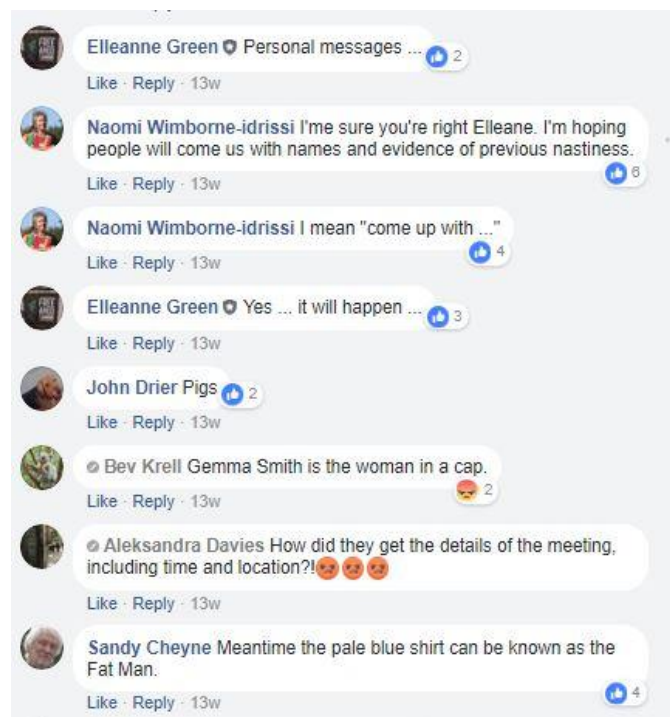 Elleanne Green Personal messages ... 2
Like · Reply · 13w
Naomi Wimborne-idrissi I'me sure you're right Elleane. I'm hoping
people will come us with names and evidence of previous nastiness.
6
Like · Reply · 13w
Naomi Wimborne-idrissi I mean "come up with ..."
4
Like · Reply · 13w
Elleanne Green Yes ... it will happen ... 3
Like · Reply · 13w
John Drier Pigs 2
Like · Reply · 13w
Bev Krell Gemma Smith is the woman in a cap.
2
Like · Reply · 13w
Aleksandra Davies How did they get the details of the meeting,
including time and location?!
Like · Reply · 13w
Sandy Cheyne Meantime the pale blue shirt can be known as the
Fat Man.
4
Like · Reply · 13w